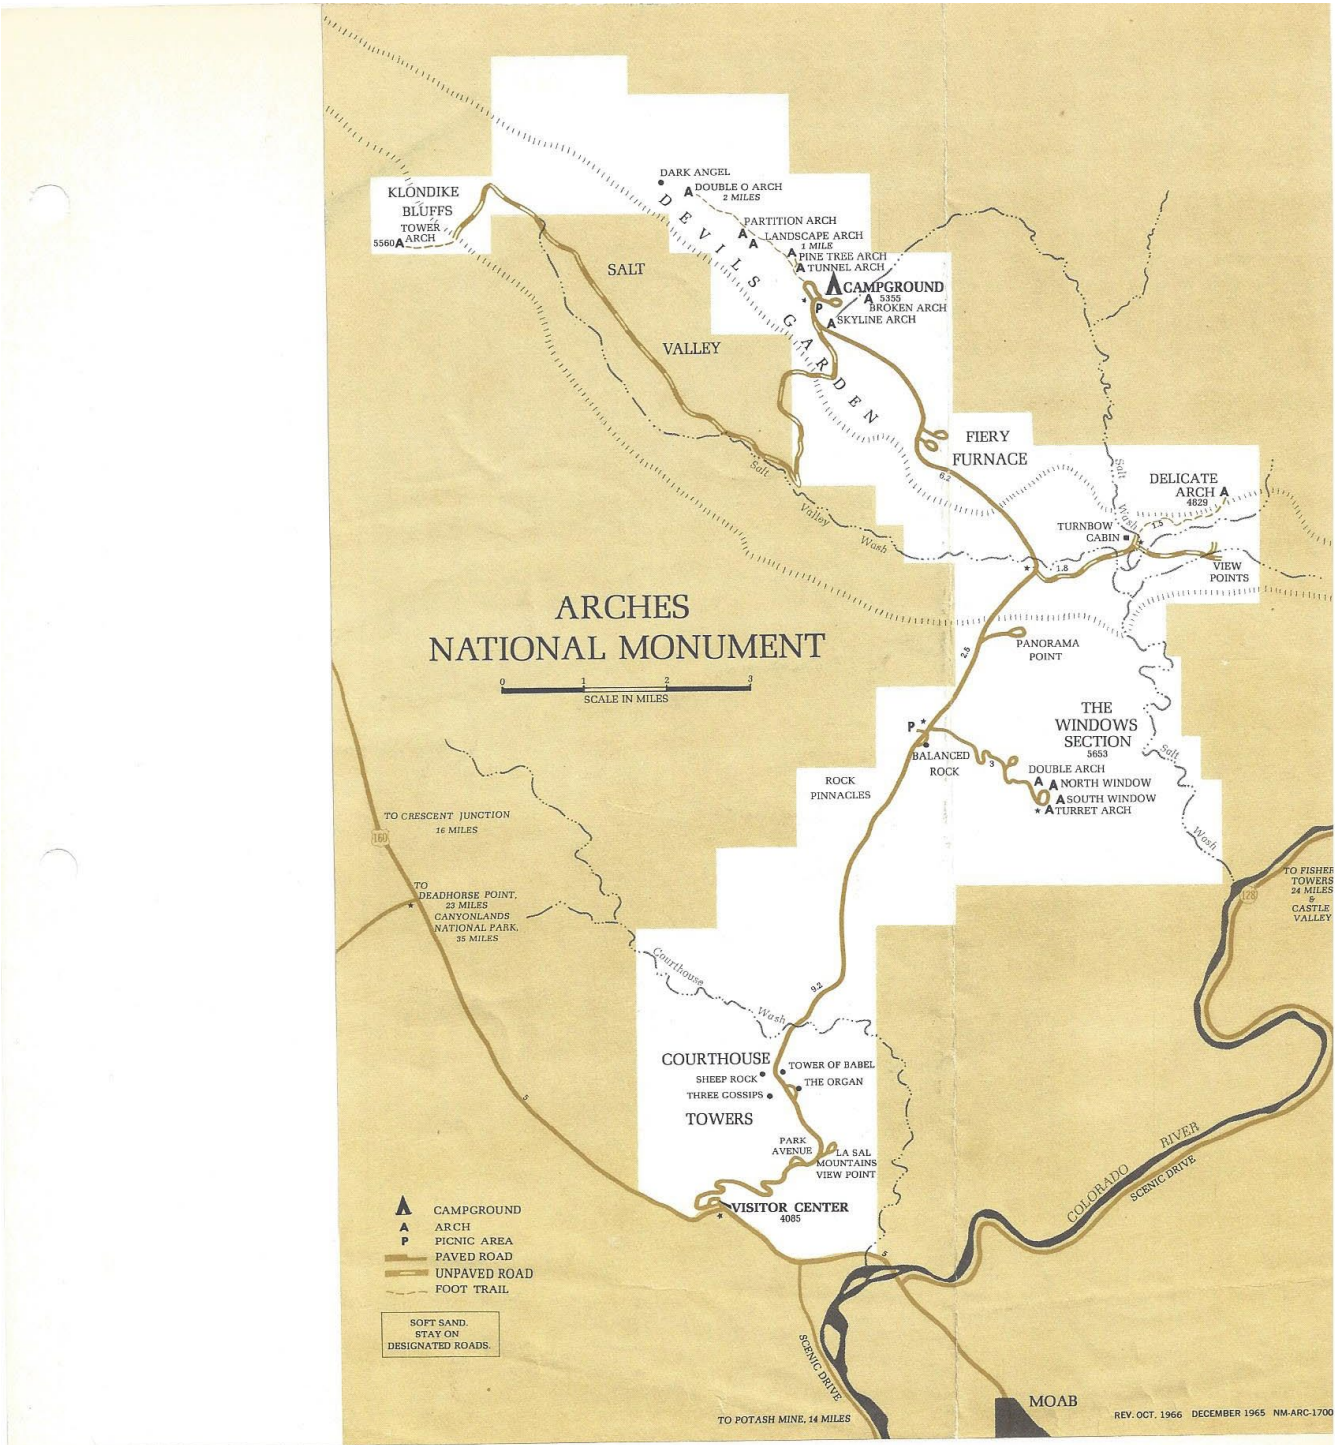 DARK ANGEL
DOUBLE O ARCH
2 MILES
DEVILS GARDEN
KLONDIKE
BLUFFS
TOWER
ARCH
5560
PARTITION ARCH
LANDSCAPE ARCH
1 MILE
PINE TREE ARCH
TUNNEL ARCH
SALT
VALLEY
CAMPGROUND
5355
BROKEN ARCH
SKYLINE ARCH
P
FIERY
FURNACE
6.2
Salt
Valley
Wash
Salt
Wash
DELICATE
ARCH
4829
1.5
TURNBOW
CABIN
1.8
VIEW
POINTS
ARCHES
NATIONAL MONUMENT
0 1 2 3
SCALE IN MILES
PANORAMA
POINT
2.5
THE
WINDOWS
SECTION
5653
P
BALANCED
ROCK
3
DOUBLE ARCH
NORTH WINDOW
SOUTH WINDOW
TURRET ARCH
Salt
Wash
ROCK
PINNACLES
TO CRESCENT JUNCTION
16 MILES
160
TO
DEADHORSE POINT,
23 MILES
CANYONLANDS
NATIONAL PARK,
35 MILES
TO FISHER
TOWERS
24 MILES
&
CASTLE
VALLEY
128
Courthouse
Wash
9.2
COURTHOUSE
TOWERS
SHEEP ROCK
THREE GOSSIPS
TOWER OF BABEL
THE ORGAN
PARK
AVENUE
LA SAL
MOUNTAINS
VIEW POINT
5
VISITOR CENTER
4085
5
COLORADO RIVER
SCENIC DRIVE
CAMPGROUND
A ARCH
P PICNIC AREA
PAVED ROAD
UNPAVED ROAD
FOOT TRAIL
SOFT SAND.
STAY ON
DESIGNATED ROADS.
SCENIC DRIVE
TO POTASH MINE, 14 MILES
MOAB
REV. OCT. 1966 DECEMBER 1965 NM-ARC-1700